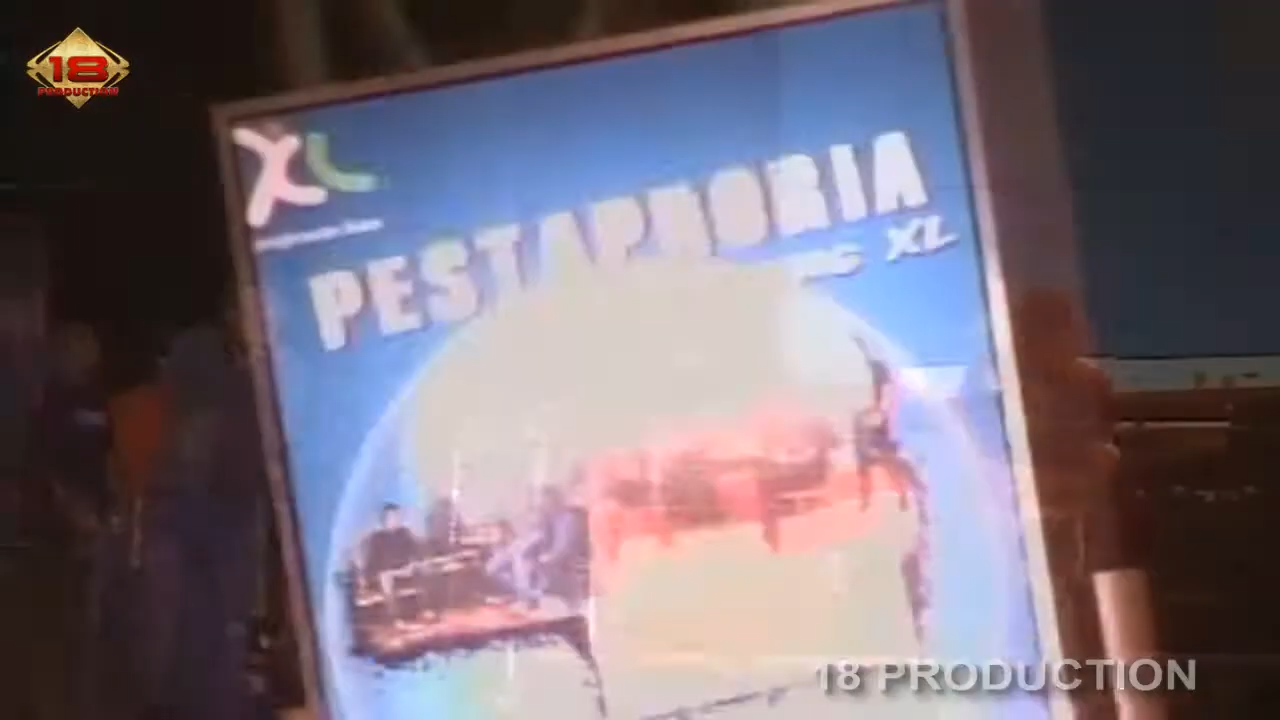 18
PRODUCTION
XL
PESTAPHORIA
XL
18 PRODUCTION